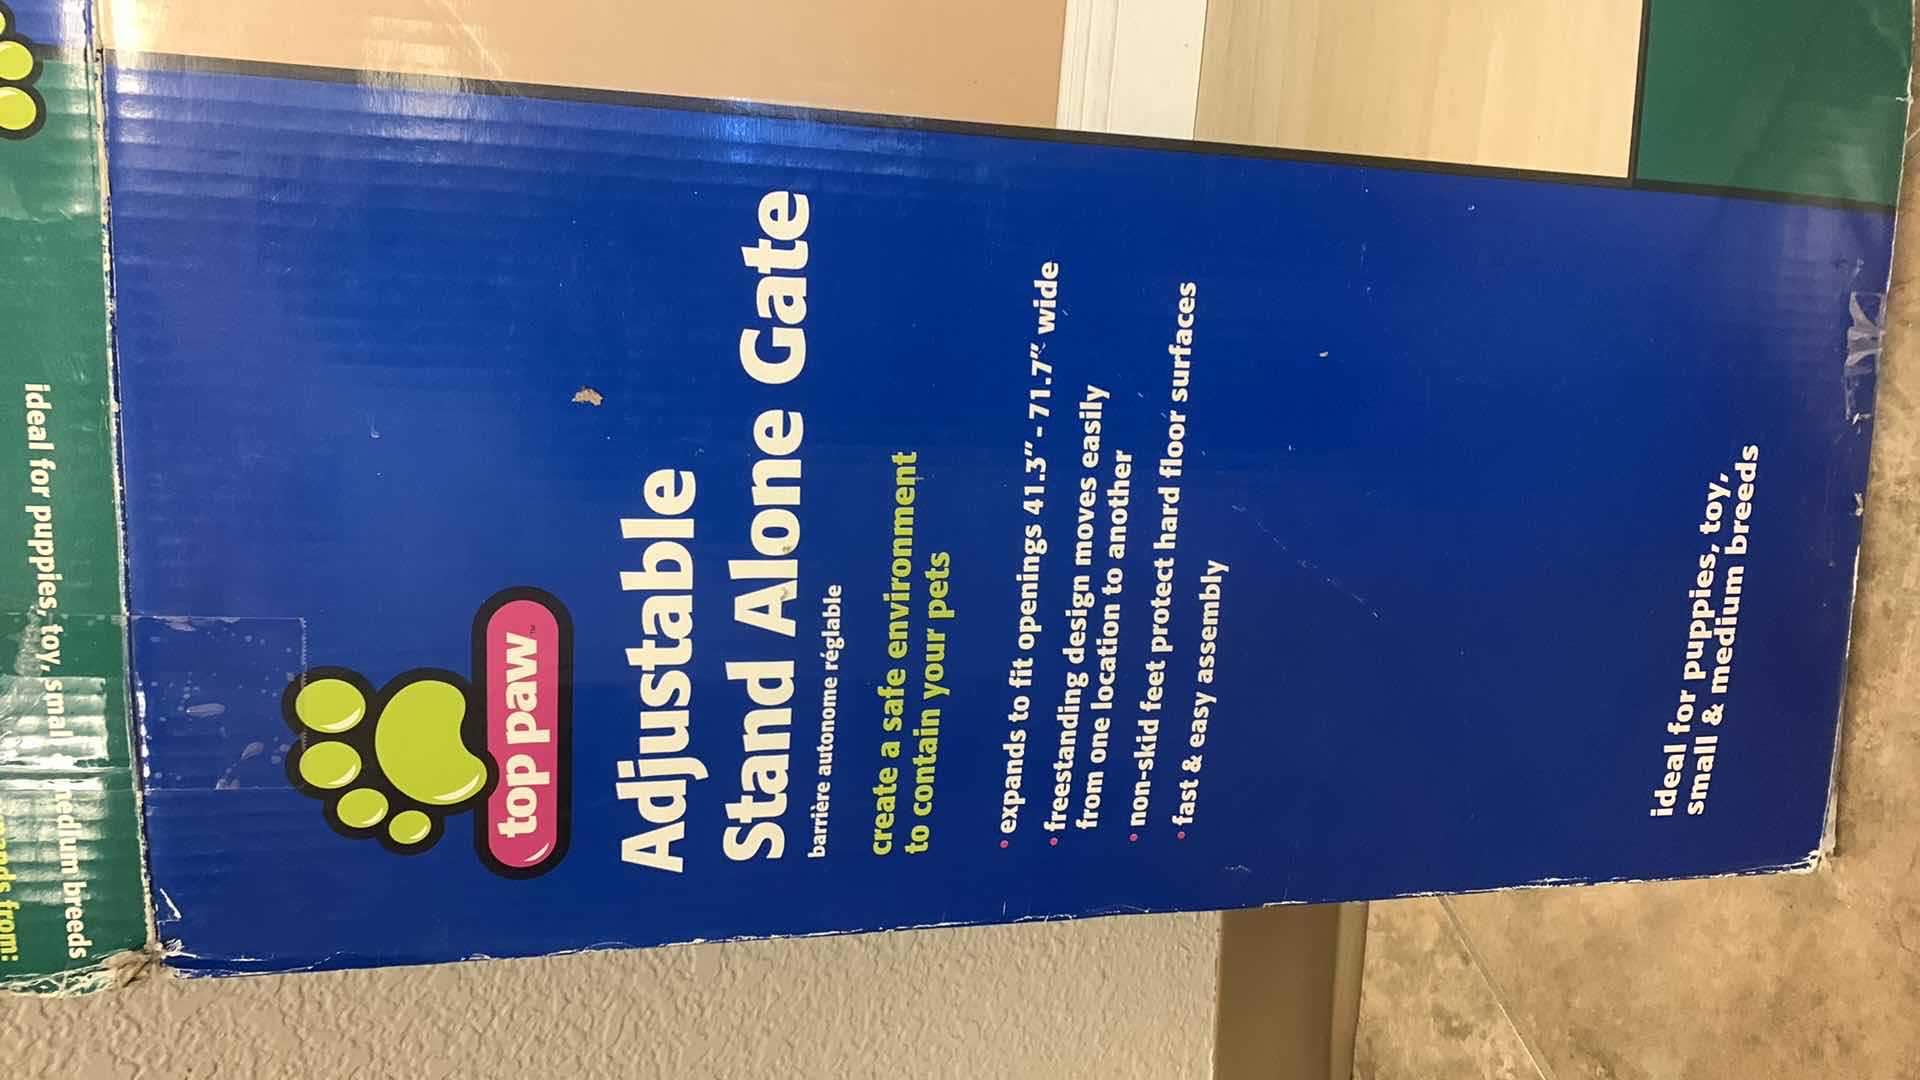 top paw™
Adjustable
Stand Alone Gate
barrière autonome réglable
create a safe environment
to contain your pets
• expands to fit openings 41.3” - 71.7” wide
• freestanding design moves easily
from one location to another
• non-skid feet protect hard floor surfaces
• fast & easy assembly
ideal for puppies, toy,
small & medium breeds
ideal for puppies, toy, small & medium breeds
from: